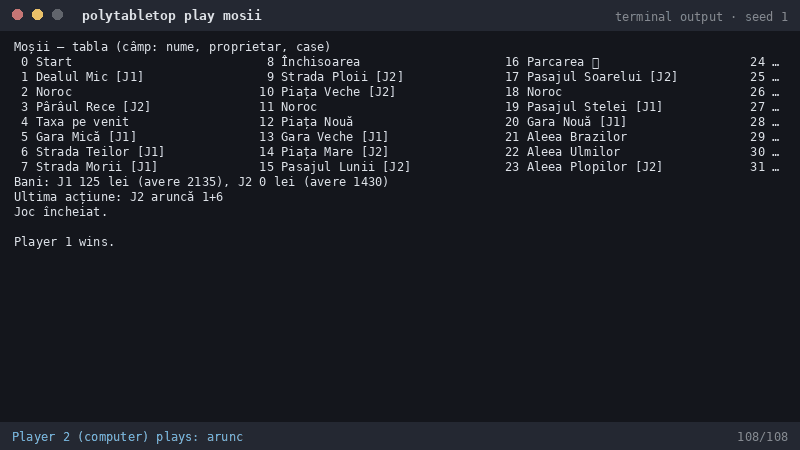 polytabletop play mosii
terminal output · seed 1
Moșii — tabla (câmp: nume, proprietar, case)
0 Start 8 Închisoarea 16 Parcarea 24 …
1 Dealul Mic [J1] 9 Strada Ploii [J2] 17 Pasajul Soarelui [J2] 25 …
2 Noroc 10 Piața Veche [J2] 18 Noroc 26 …
3 Pârâul Rece [J2] 11 Noroc 19 Pasajul Stelei [J1] 27 …
4 Taxa pe venit 12 Piața Nouă 20 Gara Nouă [J1] 28 …
5 Gara Mică [J1] 13 Gara Veche [J1] 21 Aleea Brazilor 29 …
6 Strada Teilor [J1] 14 Piața Mare [J2] 22 Aleea Ulmilor 30 …
7 Strada Morii [J1] 15 Pasajul Lunii [J2] 23 Aleea Plopilor [J2] 31 …
Bani: J1 125 lei (avere 2135), J2 0 lei (avere 1430)
Ultima acțiune: J2 aruncă 1+6
Joc încheiat.
Player 1 wins.
Player 2 (computer) plays: arunc
108/108